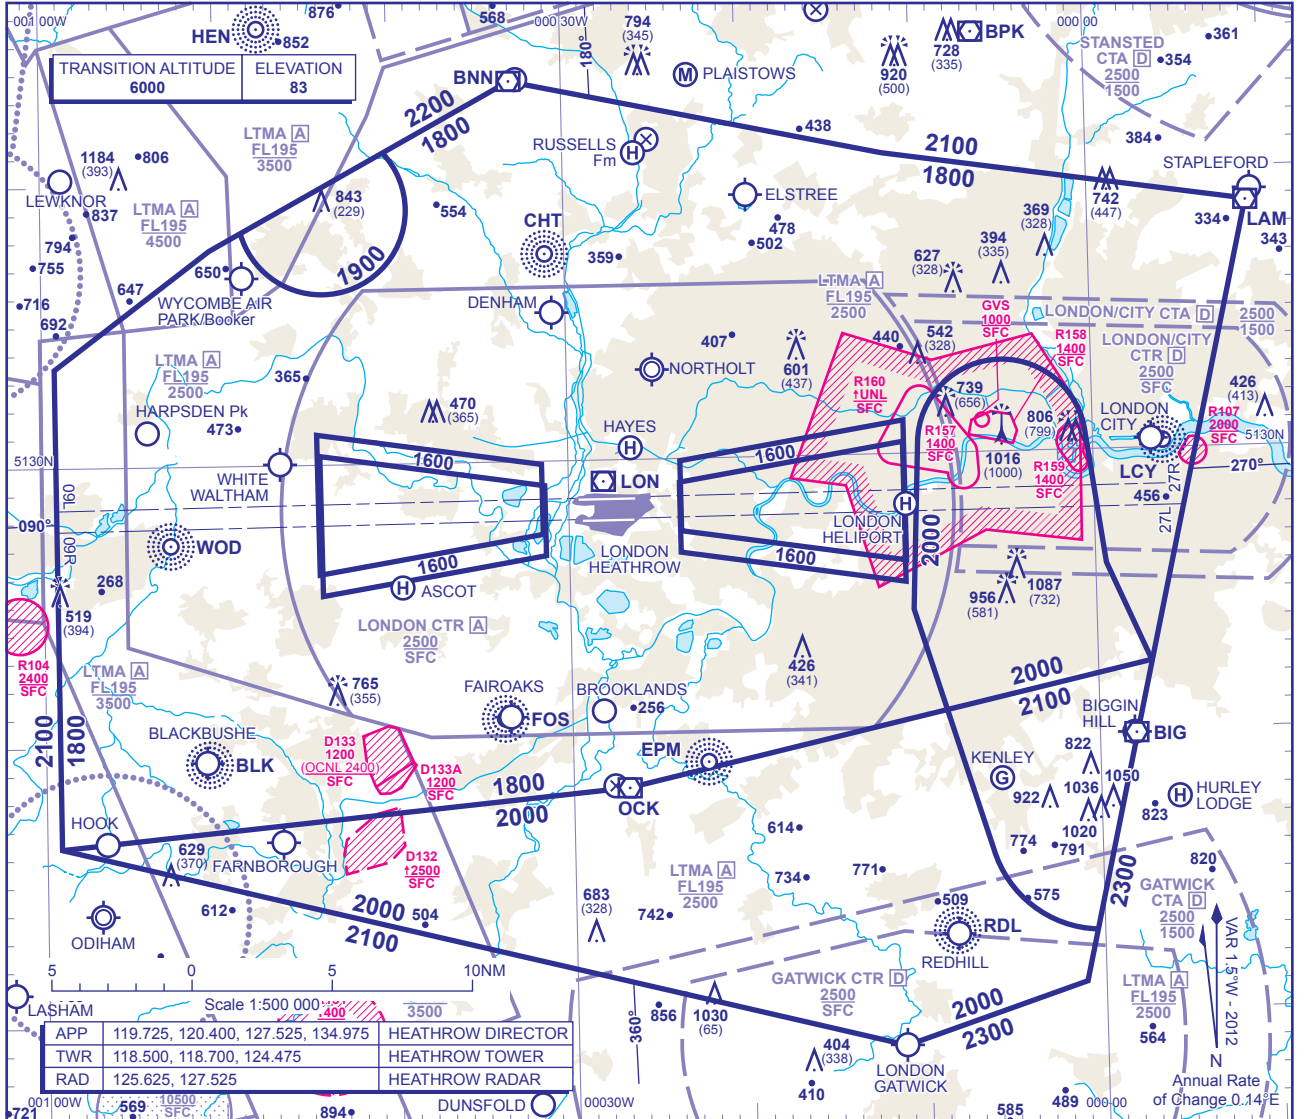 001 00W
876
568
000 30W
794
(345)
000 00
HEN
852
180°
728
(335)
BPK
STANSTED
CTA D
2500
1500
361
354
TRANSITION ALTITUDE
6000
ELEVATION
83
BNN
M PLAISTOWS
920
(500)
2200
1800
LTMA A
FL195
3500
438
2100
1800
384
RUSSELLS
Fm
H
STAPLEFORD
1184
(393)
806
LEWKNOR
837
LTMA A
FL195
4500
843
(229)
554
ELSTREE
742
(447)
334
LAM
343
CHT
478
502
369
(328)
394
(335)
627
(328)
794
755
716
650
647
692
1900
359
WYCOMBE AIR
PARK/Booker
DENHAM
LTMA A
FL195
2500
GVS
1000
SFC
LONDON/CITY CTA D
2500
1500
R158
1400
SFC
LONDON/CITY
CTR D
2500
SFC
407
440
542
(328)
601
(437)
NORTHOLT
LTMA A
FL195
2500
365
R160
↑UNL
SFC
739
(656)
426
(413)
HARPSDEN Pk
473
470
(365)
HAYES
H
R157
1400
SFC
806
(799)
LONDON
CITY
R107
2000
SFC
5130N
5130N
WHITE
WALTHAM
1600
1600
1016
(1000)
R159
1400
SFC
LCY
270°
27R
456
27L
LON
09L
090°
09R
WOD
LONDON
HEATHROW
LONDON
HELIPORT
H
2000
1600
1600
H ASCOT
268
519
(394)
956
(581)
1087
(732)
R104
2400
SFC
LONDON CTR A
2500
SFC
426
(341)
LTMA A
FL195
3500
765
(355)
FAIROAKS
FOS
BROOKLANDS
256
2000
2100
BIGGIN
HILL
BIG
2100
1800
BLACKBUSHE
BLK
D133
1200
(OCNL 2400)
SFC
D133A
1200
SFC
EPM
KENLEY
G
822
1050
1036
922
1020
H HURLEY
LODGE
823
1800
2000
OCK
HOOK
629
(370)
FARNBOROUGH
D132
↑2500
SFC
614
774
791
771
734
820
2300
612
2000
2100
504
683
(328)
742
LTMA A
FL195
2500
575
509
RDL
REDHILL
GATWICK
CTA D
2500
1500
ODIHAM
VAR 1.5°W - 2012
5 0 5 10NM
GATWICK CTR D
2500
SFC
LTMA A
FL195
2500
LASHAM
Scale 1:500 000
1400
3500
856
1030
(65)
360°
2000
2300
564
APP 119.725, 120.400, 127.525, 134.975 HEATHROW DIRECTOR
TWR 118.500, 118.700, 124.475 HEATHROW TOWER
RAD 125.625, 127.525 HEATHROW RADAR
404
(338)
410
LONDON
GATWICK
N
Annual Rate
of Change 0.14°E
001 00W
721
569
10500
SFC
894
DUNSFOLD
00030W
585
489
000-00